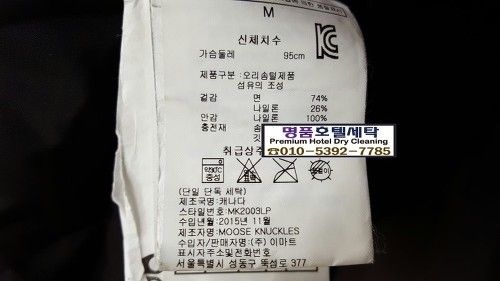 M
신체치수
가슴둘레 95cm
제품구분 : 오리솜털제품
섬유의 조성
겉감 면 74%
나일론 26%
안감 나일론 100%
충전재 솜
깃
명품호텔세탁
Premium Hotel Dry Cleaning
☎010-5392-7785
취급상주
약30℃
중성
(단일 단독 세탁)
제조국명:캐나다
스타일번호:MK2003LP
수입년월:2015년 11월
제조자명:MOOSE KNUCKLES
수입자/판매자명:(주) 이마트
표시자주소및전화번호:
서울특별시 성동구 뚝섬로 377